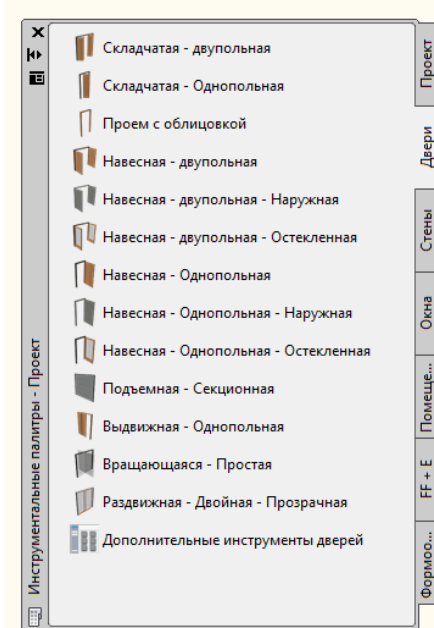 Складчатая - двупольная
Складчатая - Однопольная
Проем с облицовкой
Навесная - двупольная
Навесная - двупольная - Наружная
Навесная - двупольная - Остекленная
Навесная - Однопольная
Навесная - Однопольная - Наружная
Навесная - Однопольная - Остекленная
Подъемная - Секционная
Выдвижная - Однопольная
Вращающаяся - Простая
Раздвижная - Двойная - Прозрачная
Дополнительные инструменты дверей
Инструментальные палитры - Проект
Проект
Двери
Стены
Окна
Помеще...
FF + E
Формоо...